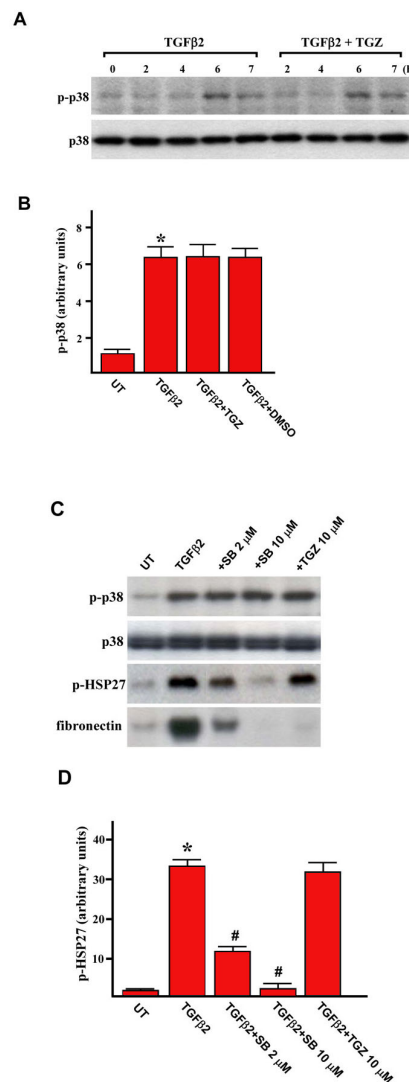 A
TGFβ2 TGFβ2 + TGZ
0 2 4 6 7 2 4 6 7 (
p-p38
p38
B
p-p38 (arbitrary units)
8
6
4
2
UT
TGFβ2
TGFβ2+TGZ
TGFβ2+DMSO
*
C
UT
TGFβ2
+SB 2 μM
+SB 10 μM
+TGZ 10 μM
p-p38
p38
p-HSP27
fibronectin
D
p-HSP27 (arbitrary units)
40
30
20
10
*
#
#
UT
TGFβ2
TGFβ2+SB 2 μM
TGFβ2+SB 10 μM
TGFβ2+TGZ 10 μM